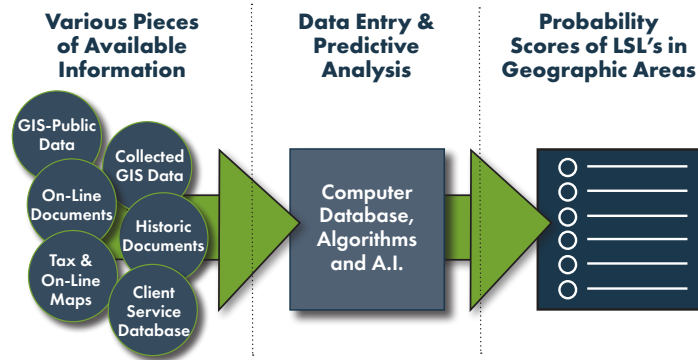 Various Pieces
of Available
Information
Data Entry &
Predictive
Analysis
Probability
Scores of LSL's in
Geographic Areas
GIS-Public
Data
Collected
GIS Data
On-Line
Documents
Historic
Documents
Tax &
On-Line
Maps
Client
Service
Database
Computer
Database,
Algorithms
and A.I.